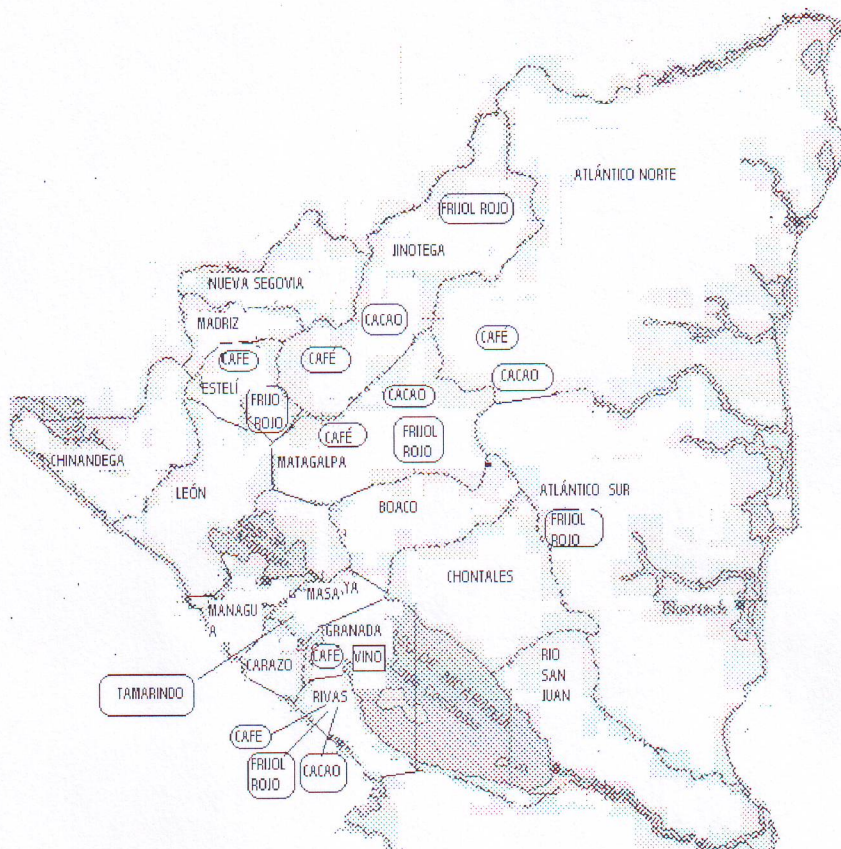 ATLÁNTICO NORTE
FRIJOL ROJO
JINOTEGA
NUEVA SEGOVIA
MADRIZ
CACAO
CAFÉ
CAFÉ
CAFÉ
CACAO
ESTELÍ
FRIJO
ROJO
CACAO
CAFÉ
FRIJOL
ROJO
CHINANDEGA
MATAGALPA
LEÓN
ATLÁNTICO SUR
BOACO
FRIJOL
ROJO
CHONTALES
MASAYA
MANAGU
A
GRANADA
CAFÉ
VINO
CARAZO
RIO
SAN
JUAN
TAMARINDO
RIVAS
CAFE
FRIJOL
ROJO
CACAO